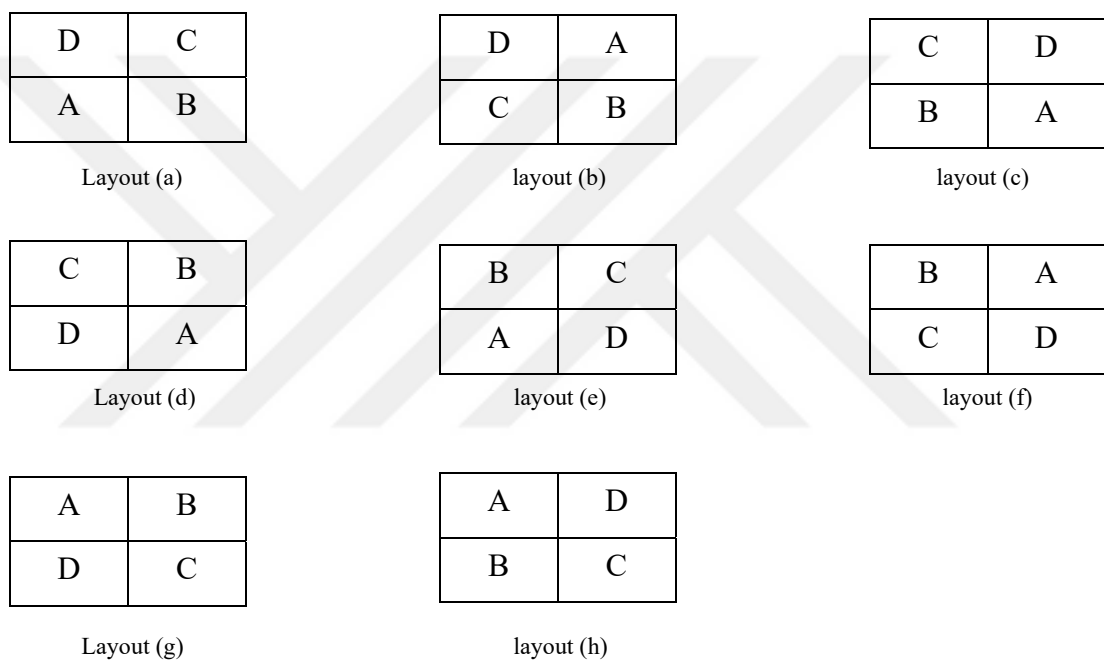 D C D A C D
A B C B B A
Layout (a) layout (b) layout (c)
C B B C B A
D A A D C D
Layout (d) layout (e) layout (f)
A B A D
D C B C
Layout (g) layout (h)